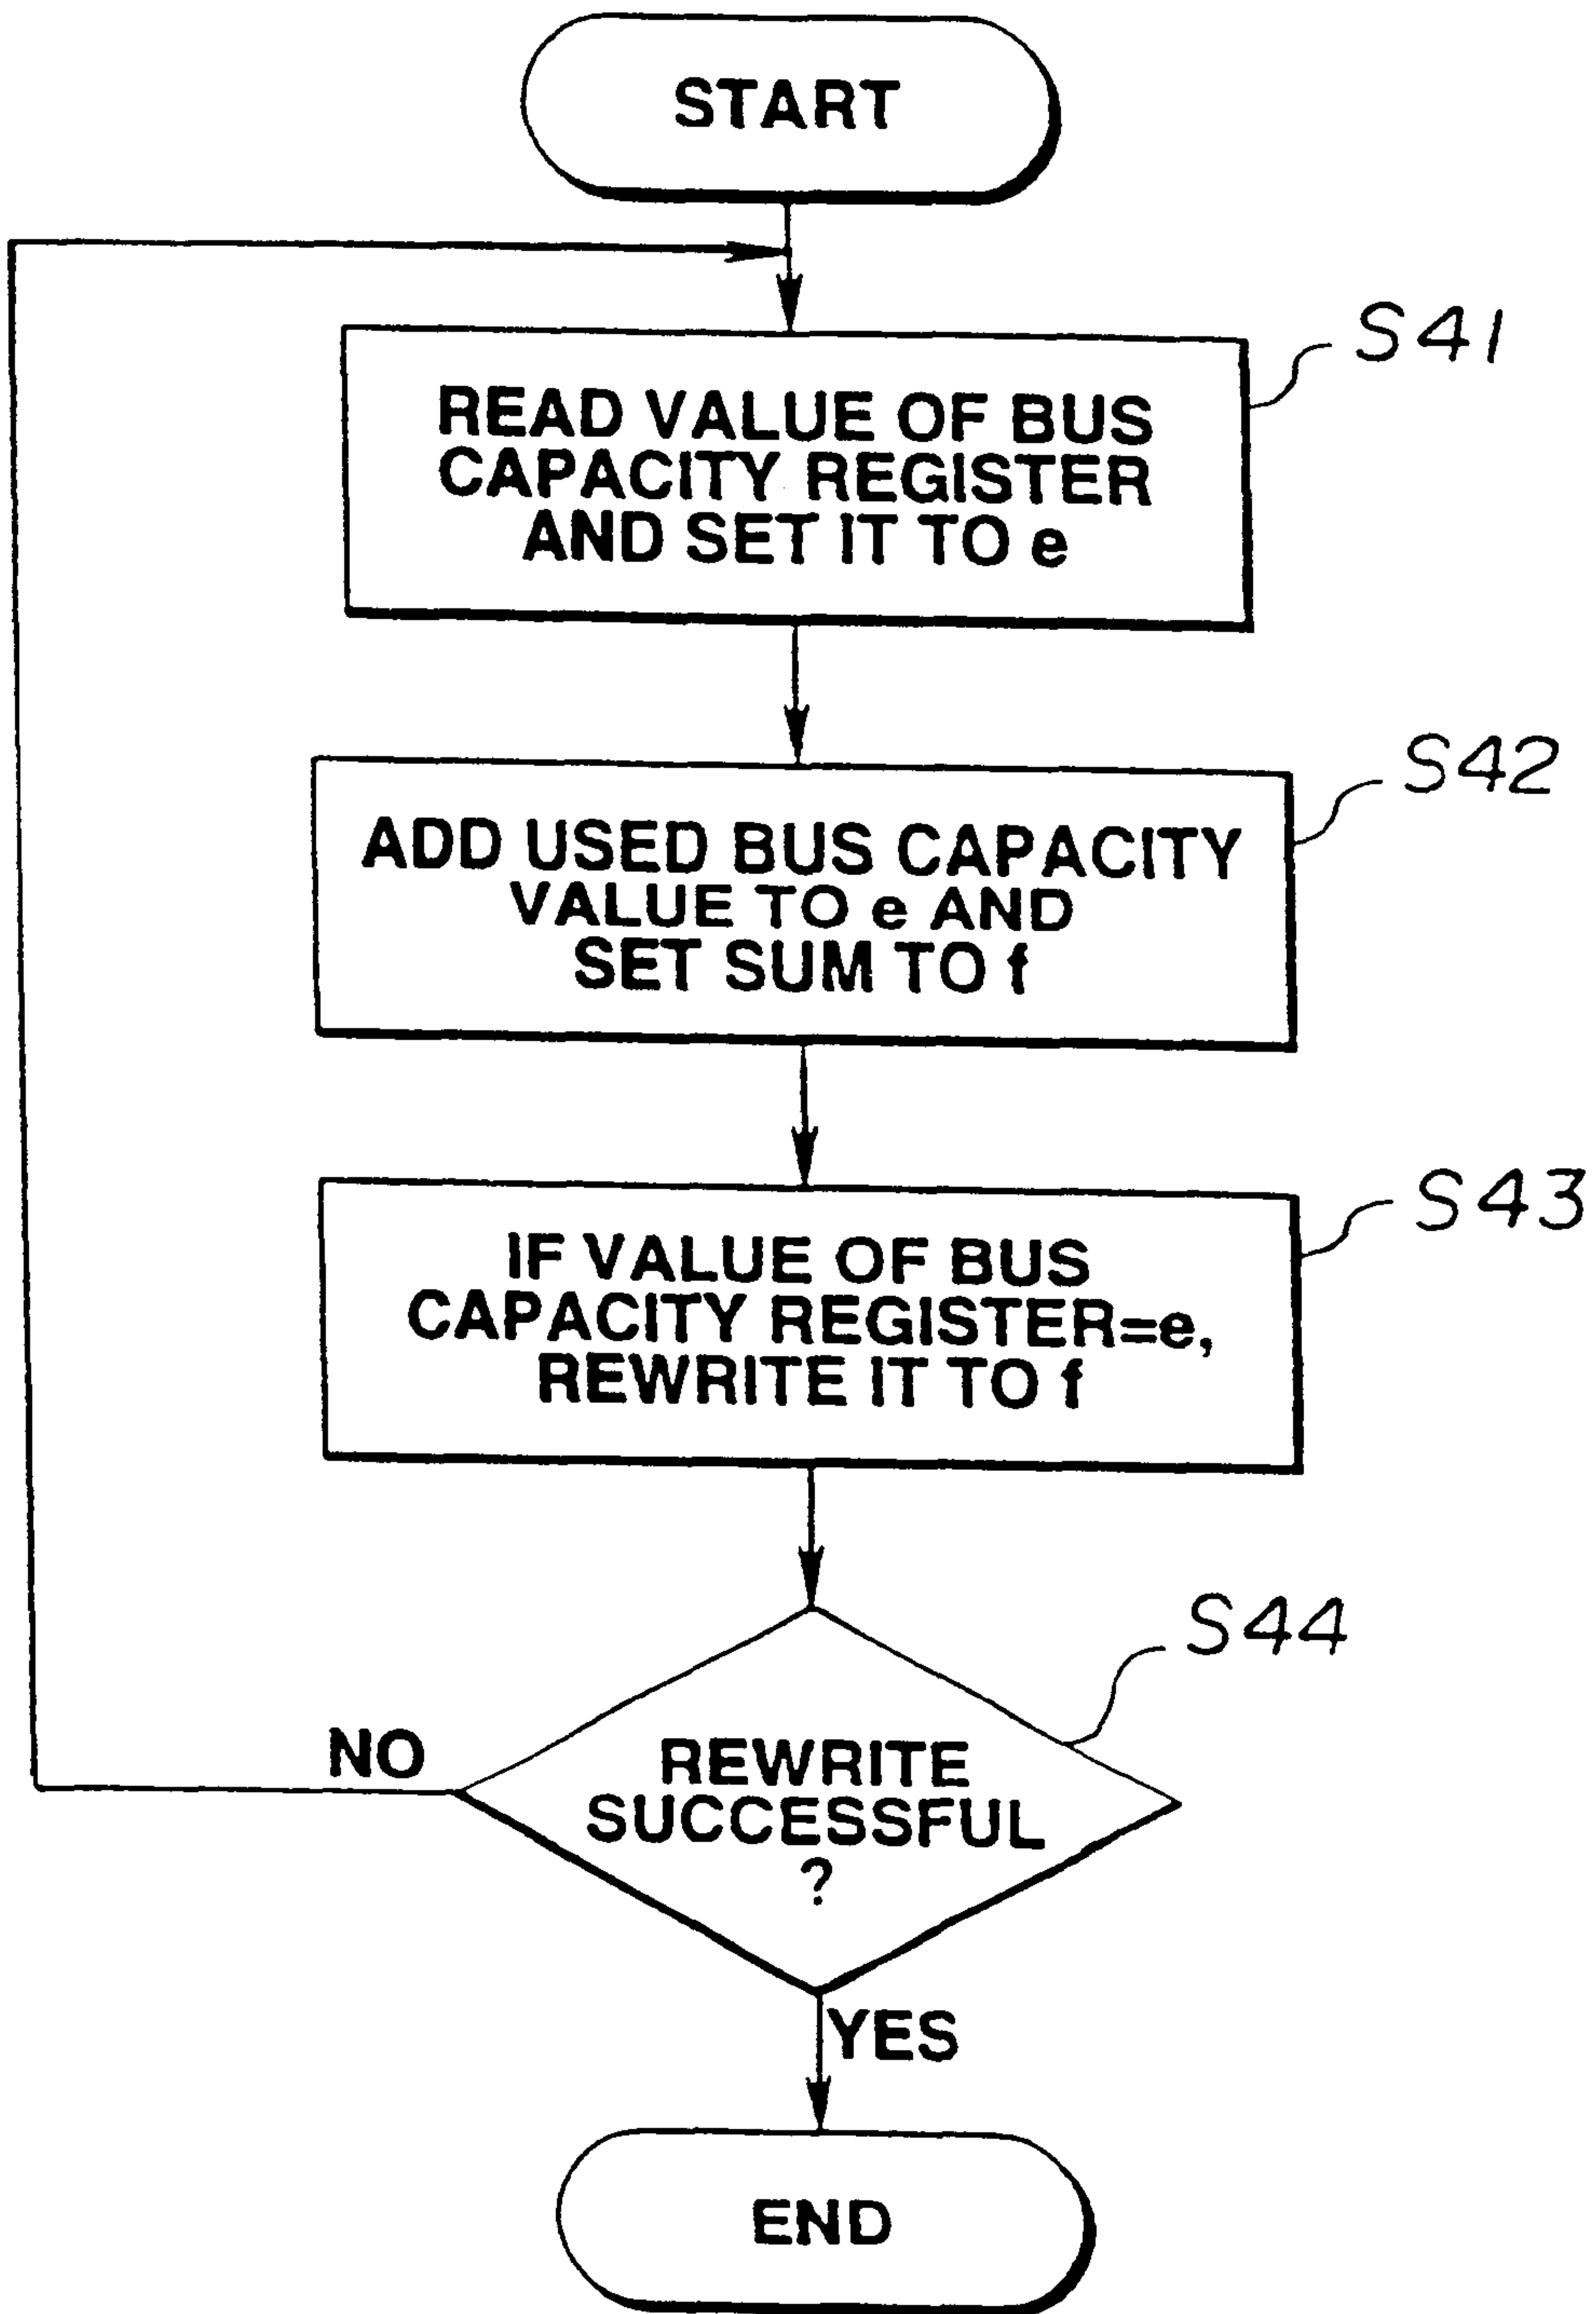 START
S41
READ VALUE OF BUS
CAPACITY REGISTER
AND SET IT TO e
S42
ADD USED BUS CAPACITY
VALUE TO e AND
SET SUM TO f
S43
IF VALUE OF BUS
CAPACITY REGISTER=e,
REWRITE IT TO f
S44
NO
REWRITE
SUCCESSFUL
?
YES
END